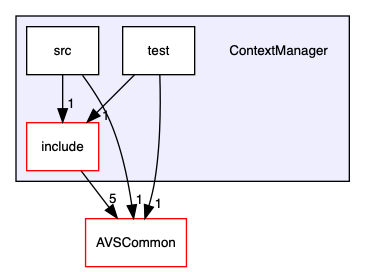 src
test
ContextManager
1
1
include
5
1
1
AVSCommon